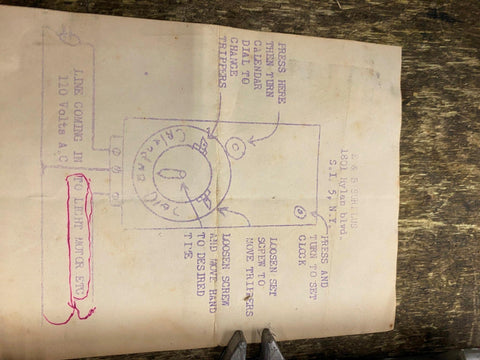 S & S SCREENS
1801 Hylan blvd.
S.I 5, N.Y.
PRESS HERE
THEN TURN
CALENDAR
DIAL TO
CHANGE
TRIPPERS
PRESS AND
TURN TO SET
CLOCK
LOOSEN SET
SCREW TO
MOVE TRIPPERS
LOOSEN SCREW
AND MOVE HAND
TO DESIRED
TIME
Calendar
Dial
LINE COMING IN
110 Volts A.C
TO LIGHT MOTOR ETC